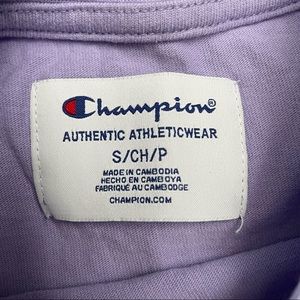 Champion®
AUTHENTIC ATHLETICWEAR
S/CH/P
MADE IN CAMBODIA
HECHO EN CAMBOYA
FABRIQUÉ AU CAMBODGE
CHAMPION.COM